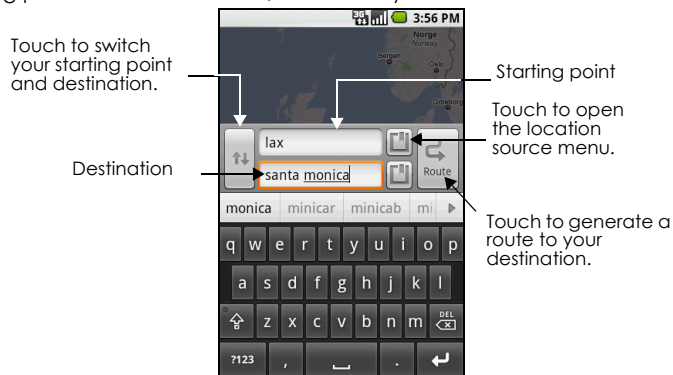 3G 3:56 PM
Norge
Norway
Bergen
Oslo
Göteborg
Touch to switch
your starting point
and destination.
Starting point
Touch to open
the location
source menu.
lax
Destination
santa monica
Route
monica minicar minicab mi
Touch to generate a
route to your
destination.
q w e r t y u i o p
a s d f g h j k l
z x c v b n m DEL
?123 , .